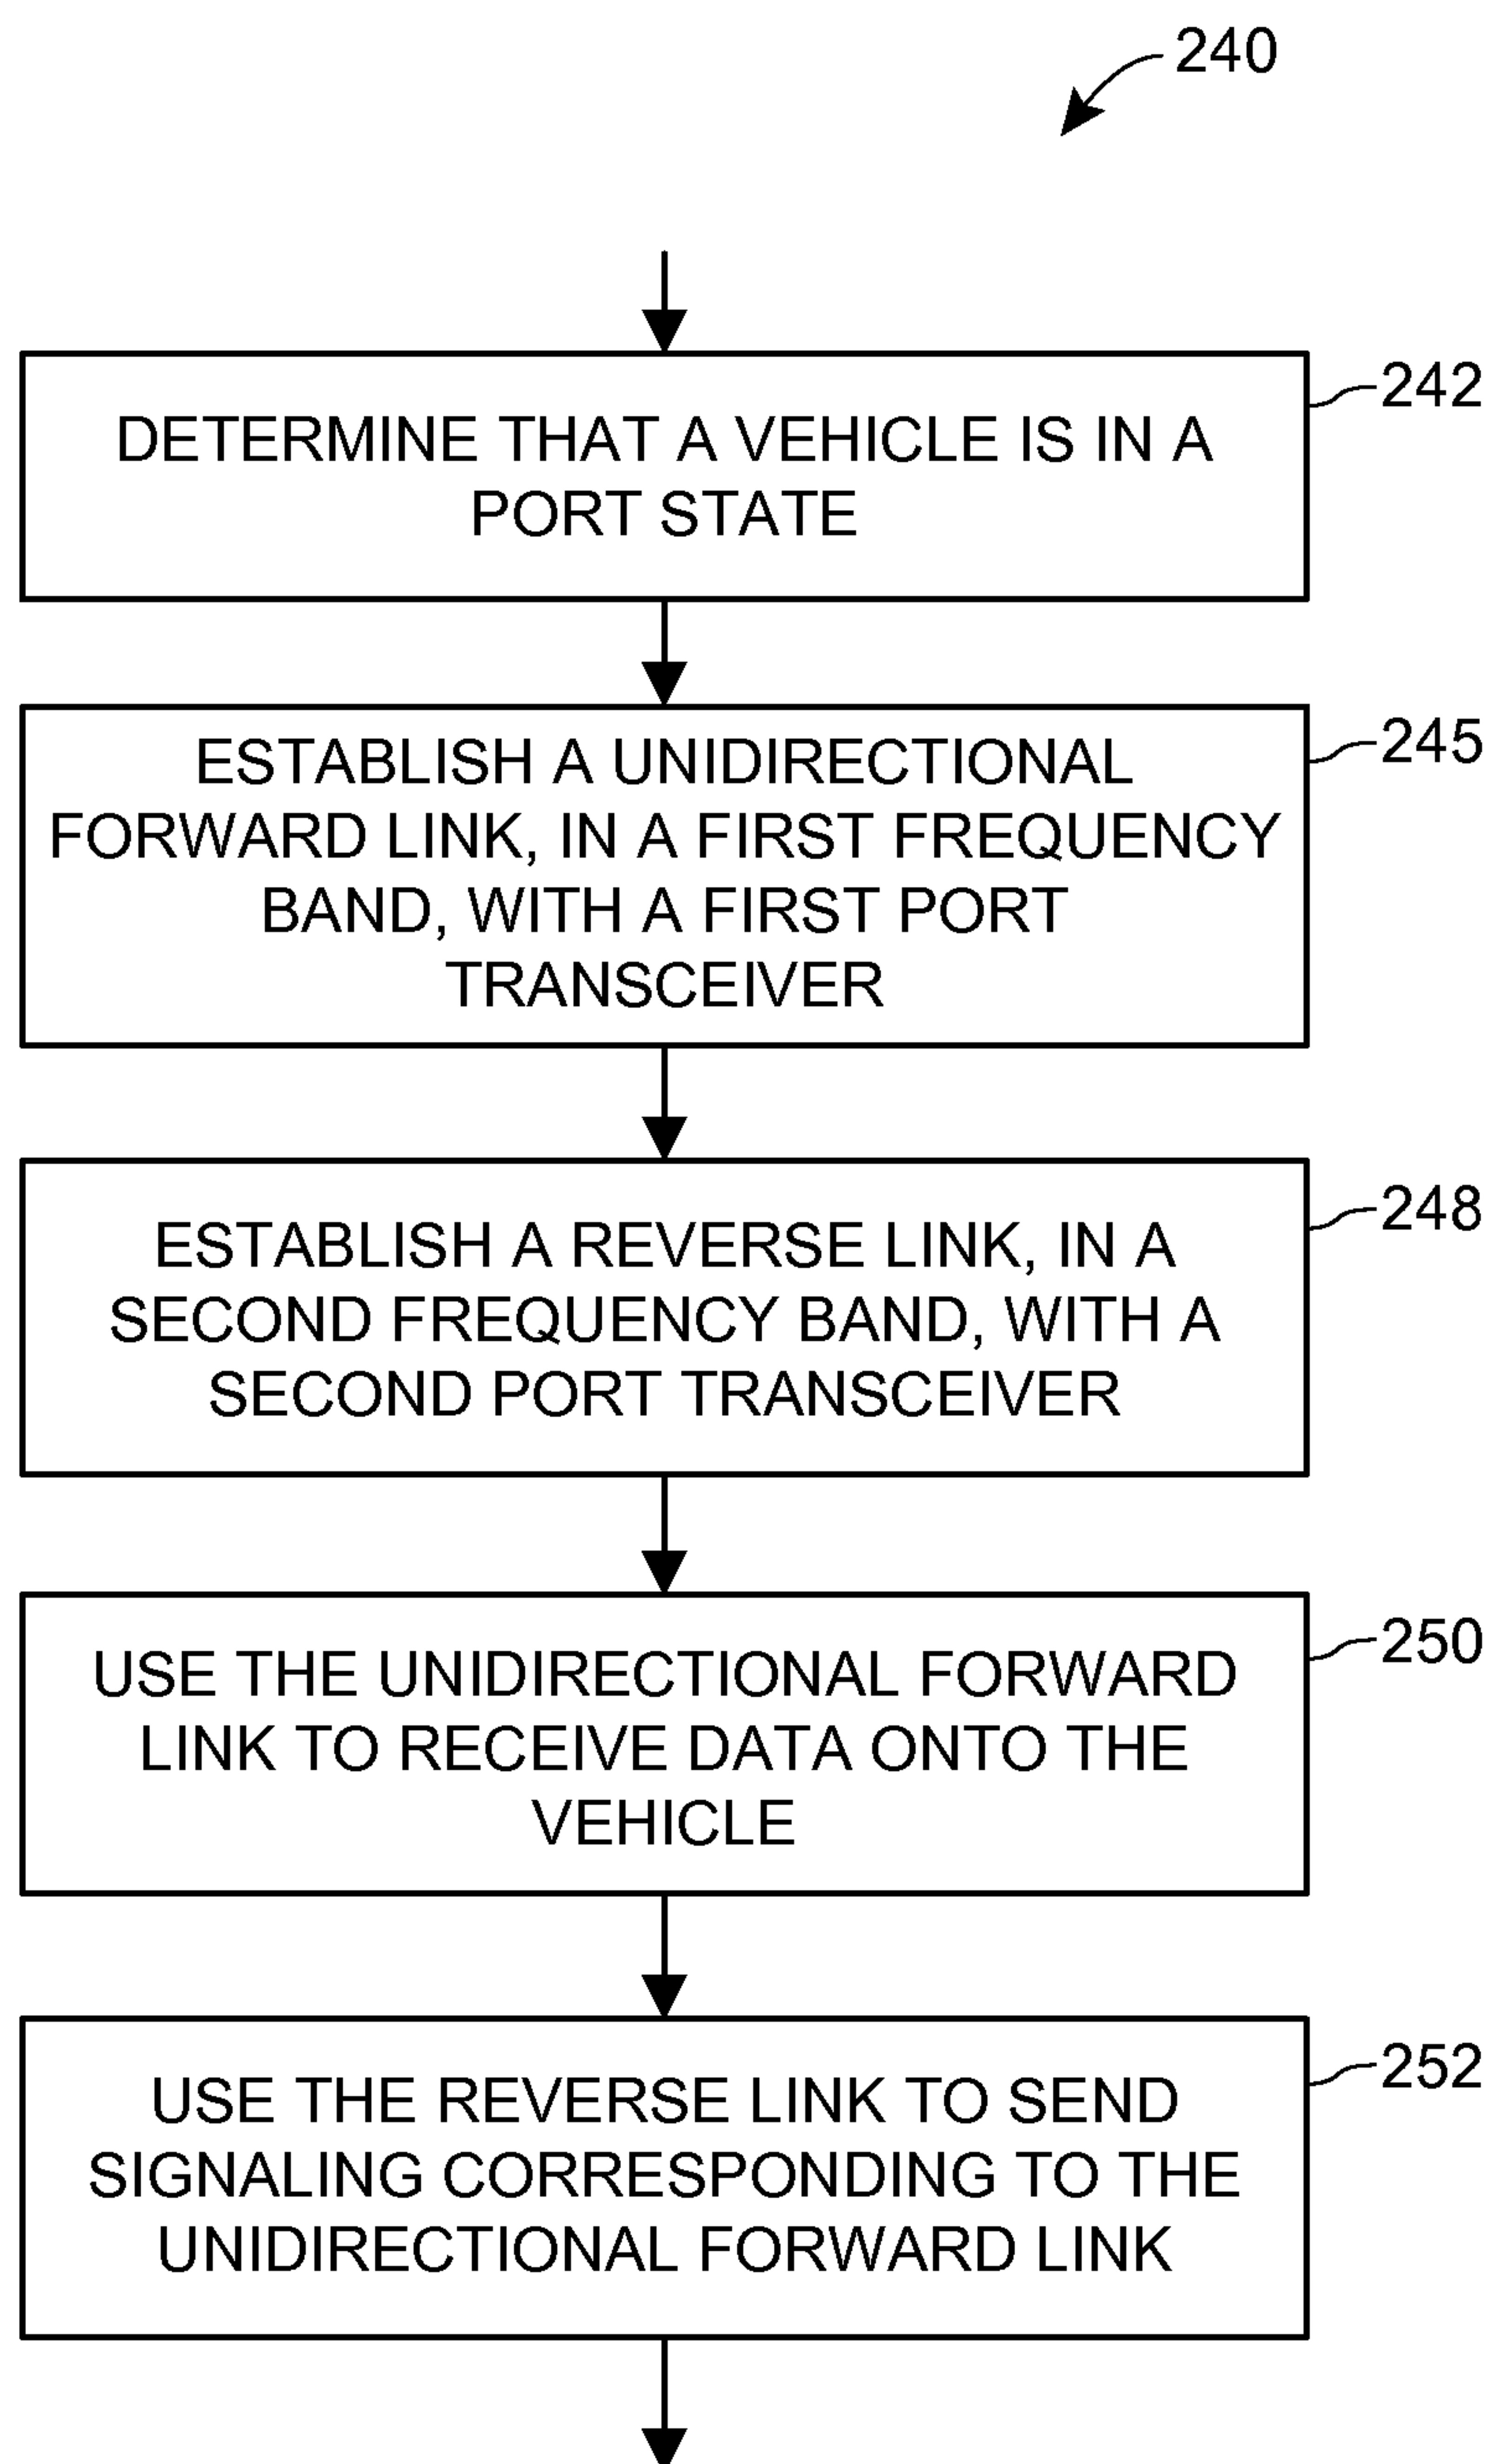 240
242
DETERMINE THAT A VEHICLE IS IN A
PORT STATE
245
ESTABLISH A UNIDIRECTIONAL
FORWARD LINK, IN A FIRST FREQUENCY
BAND, WITH A FIRST PORT
TRANSCEIVER
248
ESTABLISH A REVERSE LINK, IN A
SECOND FREQUENCY BAND, WITH A
SECOND PORT TRANSCEIVER
250
USE THE UNIDIRECTIONAL FORWARD
LINK TO RECEIVE DATA ONTO THE
VEHICLE
252
USE THE REVERSE LINK TO SEND
SIGNALING CORRESPONDING TO THE
UNIDIRECTIONAL FORWARD LINK